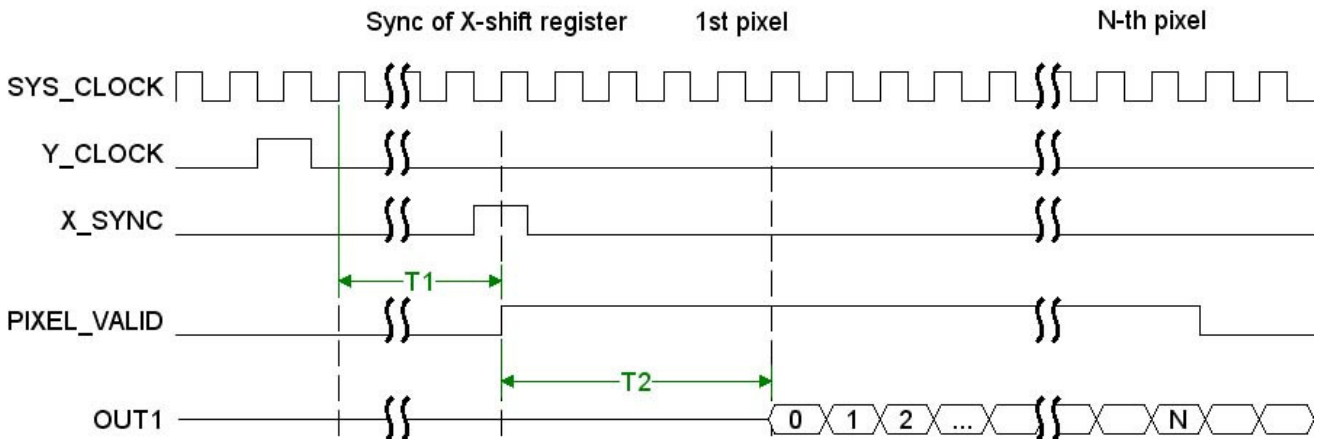 Sync of X-shift register 1st pixel N-th pixel
SYS_CLOCK
Y_CLOCK
X_SYNC
T1
PIXEL_VALID
T2
OUT1 0 1 2 ... N